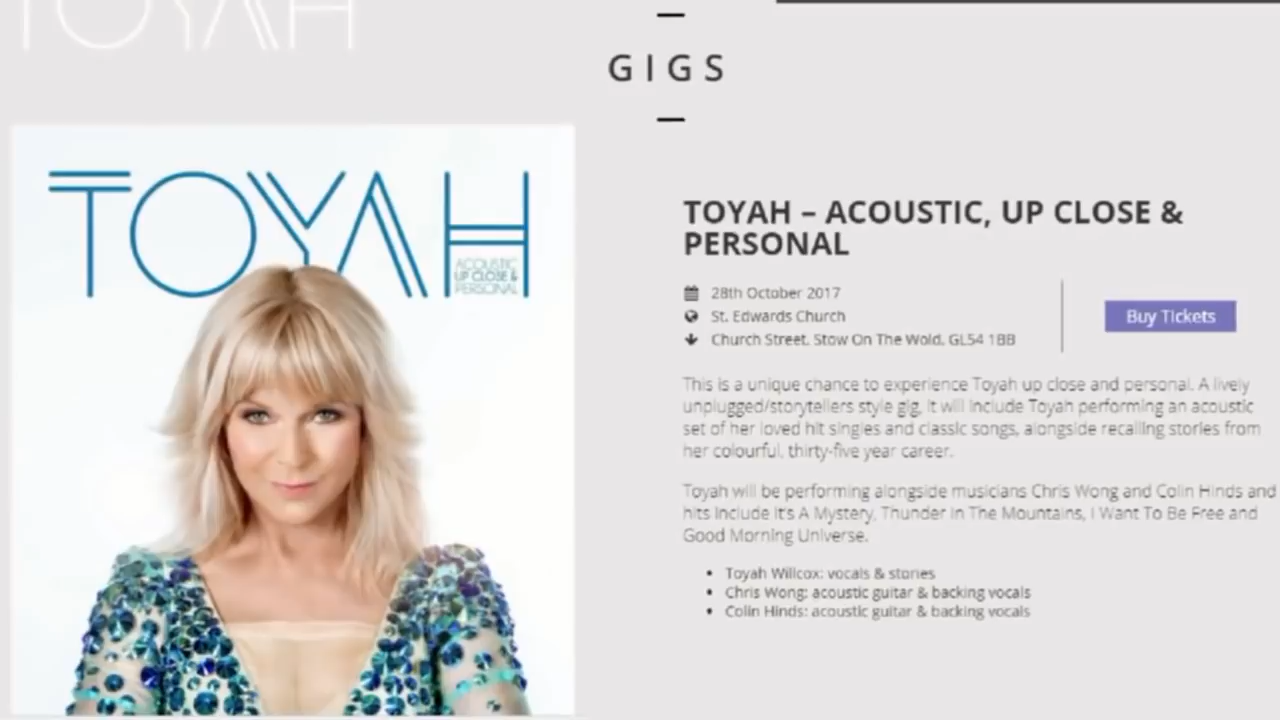 TOYAH
GIGS
TOYAH
ACOUSTIC
UP CLOSE &
PERSONAL
TOYAH – ACOUSTIC, UP CLOSE &
PERSONAL
28th October 2017
St. Edwards Church
Church Street, Stow On The Wold, GL54 1BB
Buy Tickets
This is a unique chance to experience Toyah up close and personal. A lively
unplugged/storytellers style gig, it will include Toyah performing an acoustic
set of her loved hit singles and classic songs, alongside recalling stories from
her colourful, thirty-five year career.
Toyah will be performing alongside musicians Chris Wong and Colin Hinds and
hits include It's A Mystery, Thunder In The Mountains, I Want To Be Free and
Good Morning Universe.
• Toyah Willcox: vocals & stories
• Chris Wong: acoustic guitar & backing vocals
• Colin Hinds: acoustic guitar & backing vocals